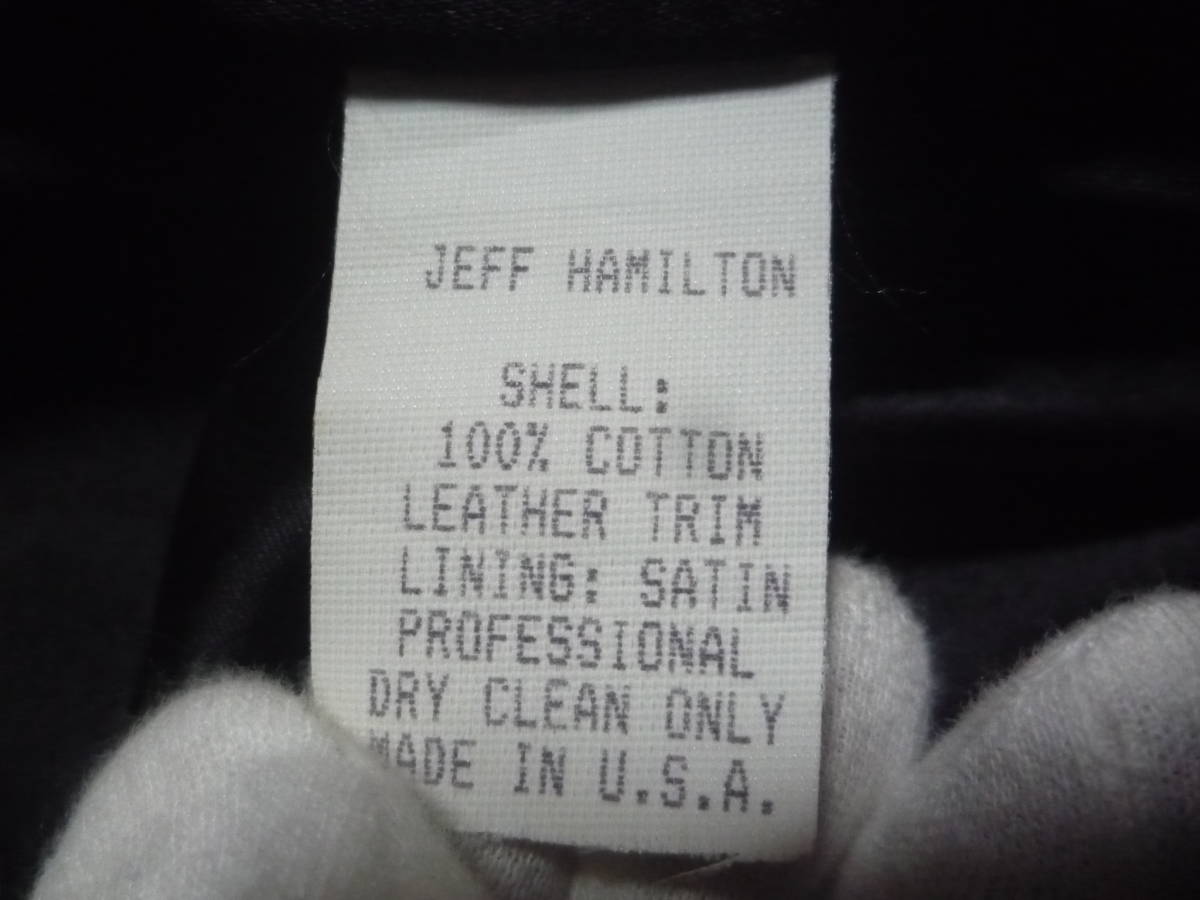 JEFF HAMILTON
SHELL:
100% COTTON
LEATHER TRIM
LINING: SATIN
PROFESSIONAL
DRY CLEAN ONLY
MADE IN U.S.A.